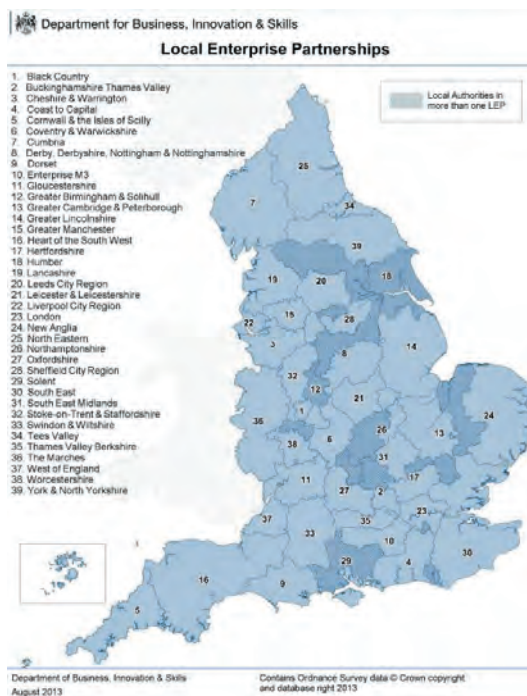 Department for Business, Innovation & Skills
Local Enterprise Partnerships
1. Black Country
2. Buckinghamshire Thames Valley
3. Cheshire & Warrington
4. Coast to Capital
5. Cornwall & the Isles of Scilly
6. Coventry & Warwickshire
7. Cumbria
8. Derby, Derbyshire, Nottingham & Nottinghamshire
9. Dorset
10. Enterprise M3
11. Gloucestershire
12. Greater Birmingham & Solihull
13. Greater Cambridge & Peterborough
14. Greater Lincolnshire
15. Greater Manchester
16. Heart of the South West
17. Hertfordshire
18. Humber
19. Lancashire
20. Leeds City Region
21. Leicester & Leicestershire
22. Liverpool City Region
23. London
24. New Anglia
25. North Eastern
26. Northamptonshire
27. Oxfordshire
28. Sheffield City Region
29. Solent
30. South East
31. South East Midlands
32. Stoke-on-Trent & Staffordshire
33. Swindon & Wiltshire
34. Tees Valley
35. Thames Valley Berkshire
36. The Marches
37. West of England
38. Worcestershire
39. York & North Yorkshire
Local Authorities in
more than one LEP
25
7
34
39
19
20
18
15
28
22
3
8
14
32
12
21
24
36
1
26
13
38
6
31
11
27
2
17
37
33
35
23
10
30
29
4
16
9
5
Department of Business, Innovation & Skills
August 2013
Contains Ordnance Survey data © Crown copyright
and database right 2013